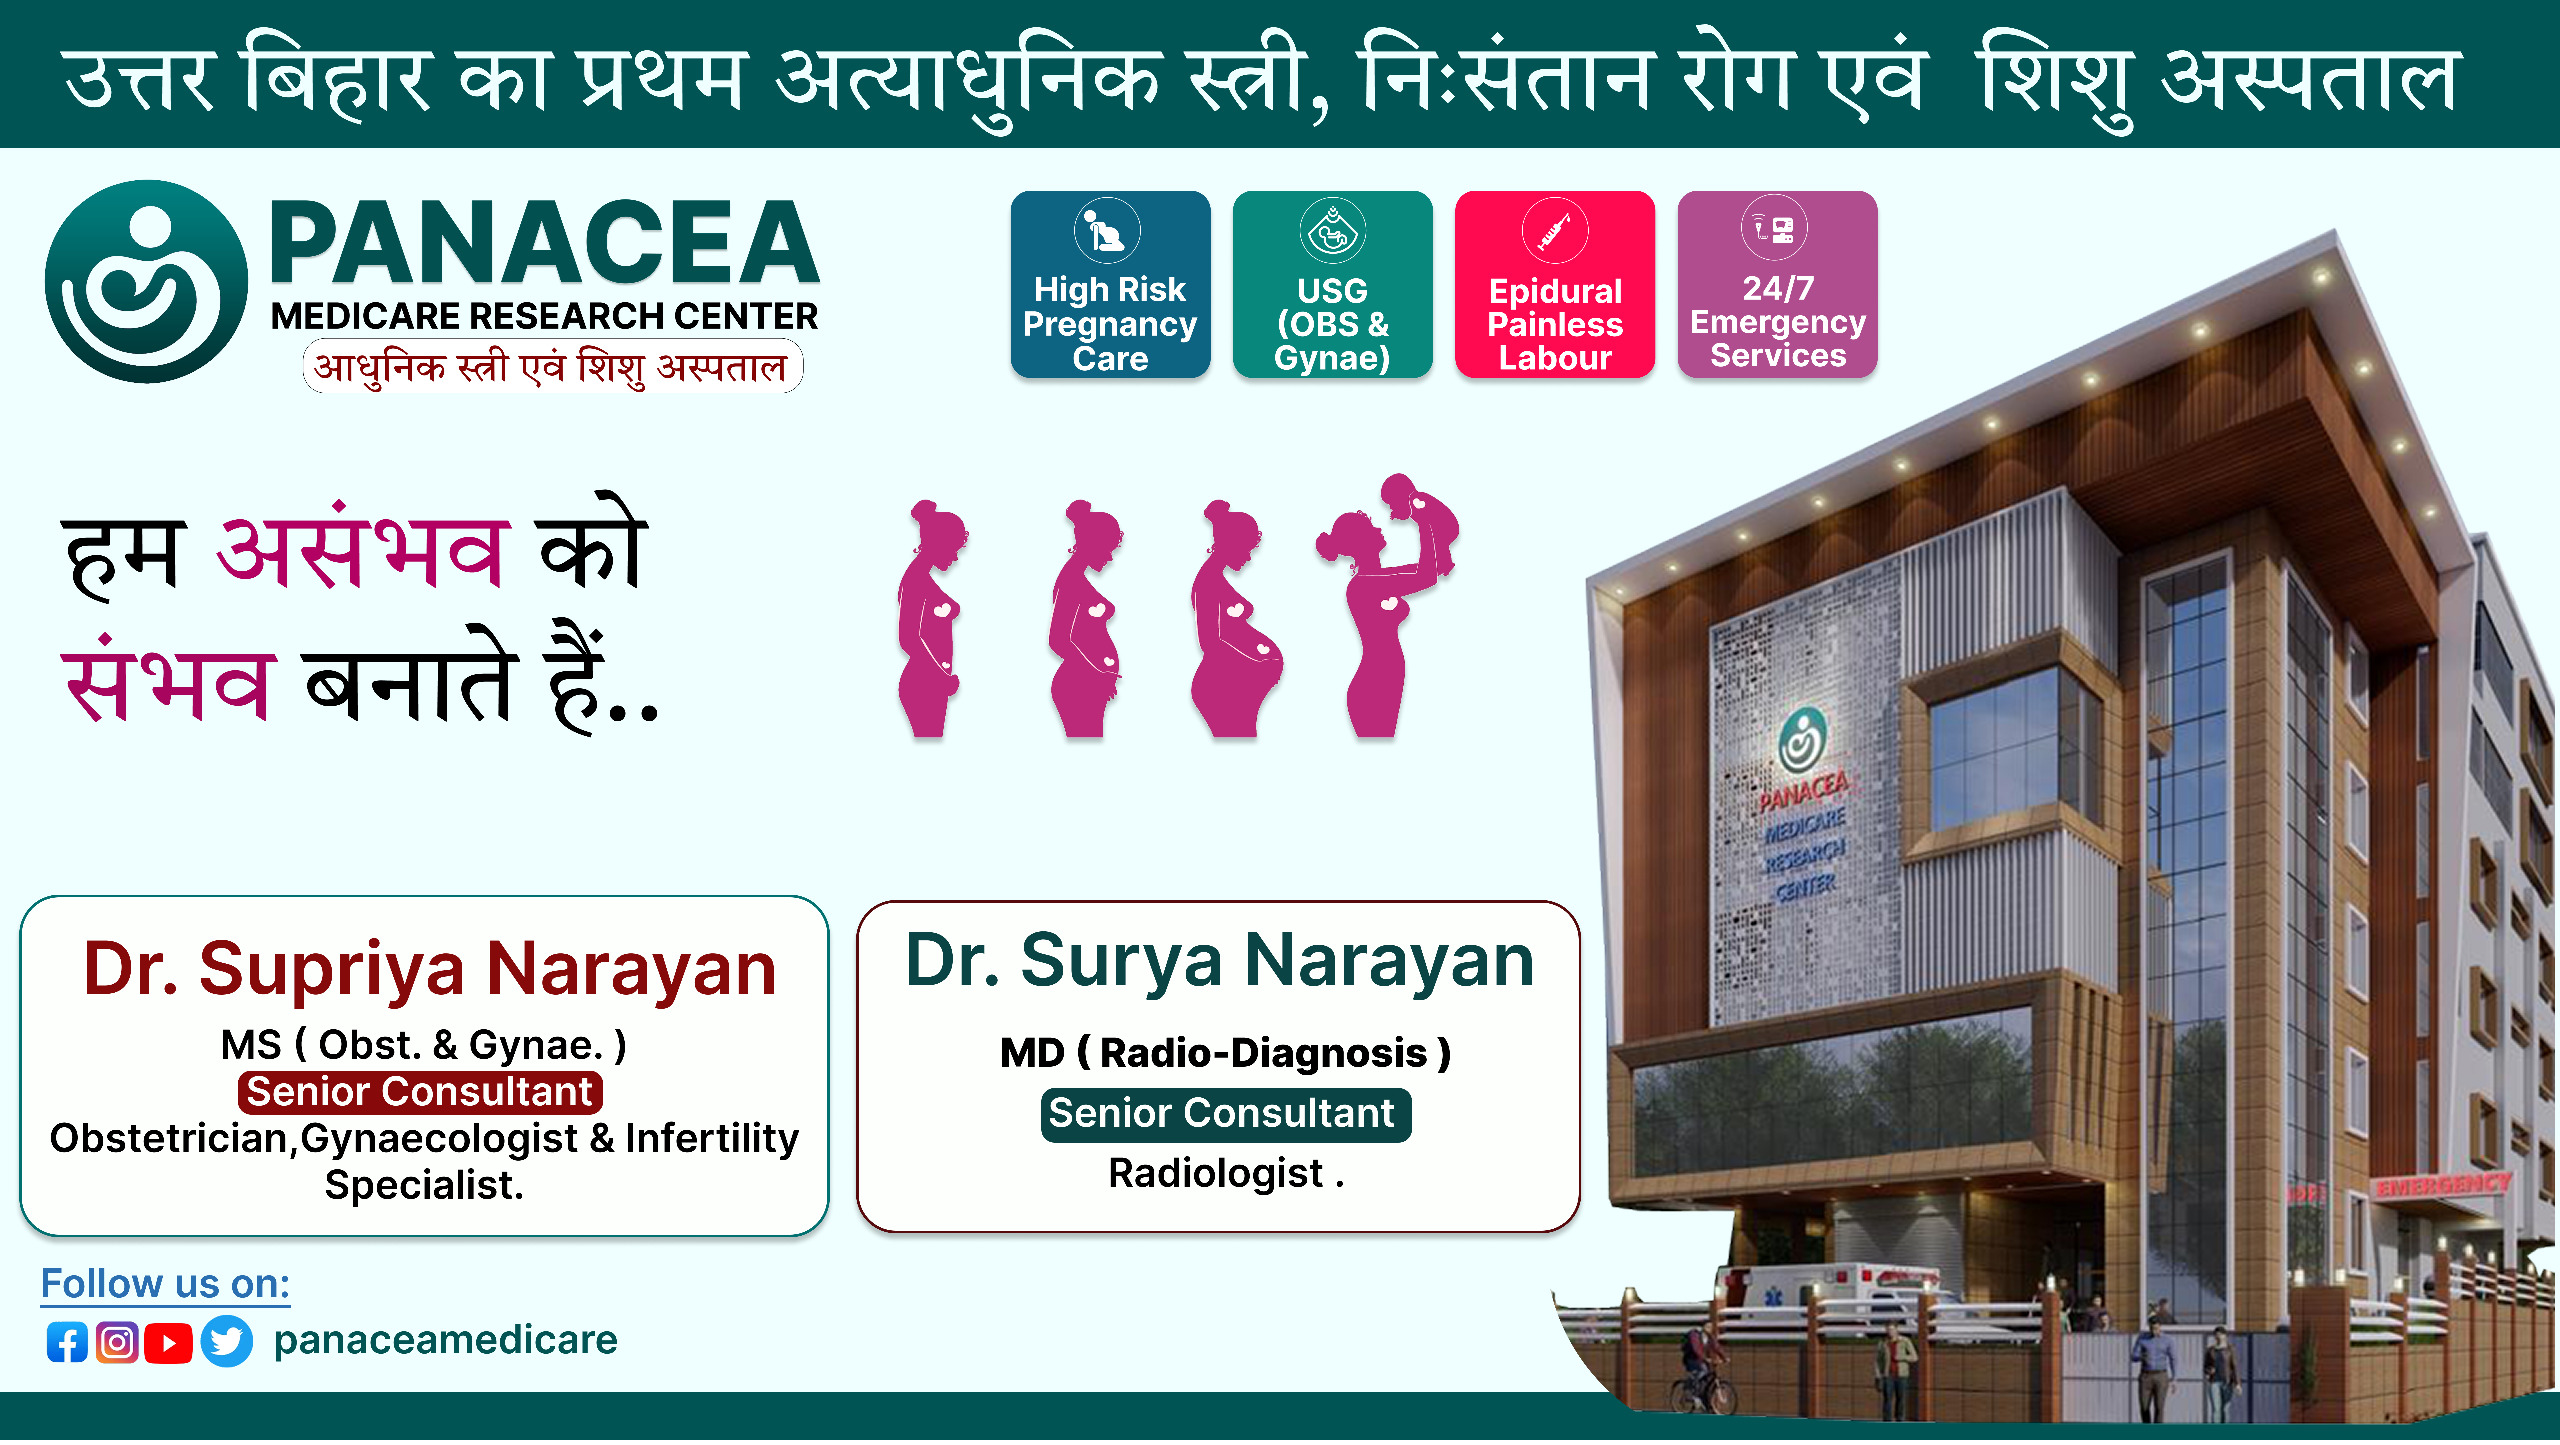 उत्तर बिहार का प्रथम अत्याधुनिक स्त्री, निःसंतान रोग एवं शिशु अस्पताल
PANACEA
MEDICARE RESEARCH CENTER
आधुनिक स्त्री एवं शिशु अस्पताल
High Risk
Pregnancy
Care
USG
(OBS &
Gynae)
Epidural
Painless
Labour
24/7
Emergency
Services
हम असंभव को
संभव बनाते हैं..
PANACEA
MEDICARE
RESEARCH
CENTER
Dr. Supriya Narayan
MS ( Obst. & Gynae. )
Senior Consultant
Obstetrician,Gynaecologist & Infertility
Specialist.
Dr. Surya Narayan
MD ( Radio-Diagnosis )
Senior Consultant
Radiologist .
EMERGENCY
Follow us on:
panaceamedicare